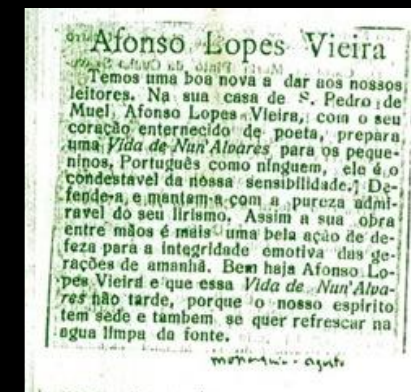 Afonso Lopes Vieira
Temos uma boa nova a dar aos nossos
leitores. Na sua casa de S. Pedro de
Muel, Afonso Lopes Vieira, com o seu
coração enternecido de poeta, prepara
uma Vida de Nun'Alvares para os peque-
ninos. Português como ninguem, ele é o
condestavel da nossa sensibilidade. De-
fende-a e mantem-a com a pureza admi-
ravel do seu lirismo. Assim a sua obra
entre mãos é mais uma bela ação de de-
feza para a integridade emotiva das ge-
rações de amanhã. Bem haja Afonso Lo-
pes Vieira e que essa Vida de Nun'Alva-
res não tarde, porque o nosso espirito
tem sede e tambem se quer refrescar na
agua limpa da fonte.